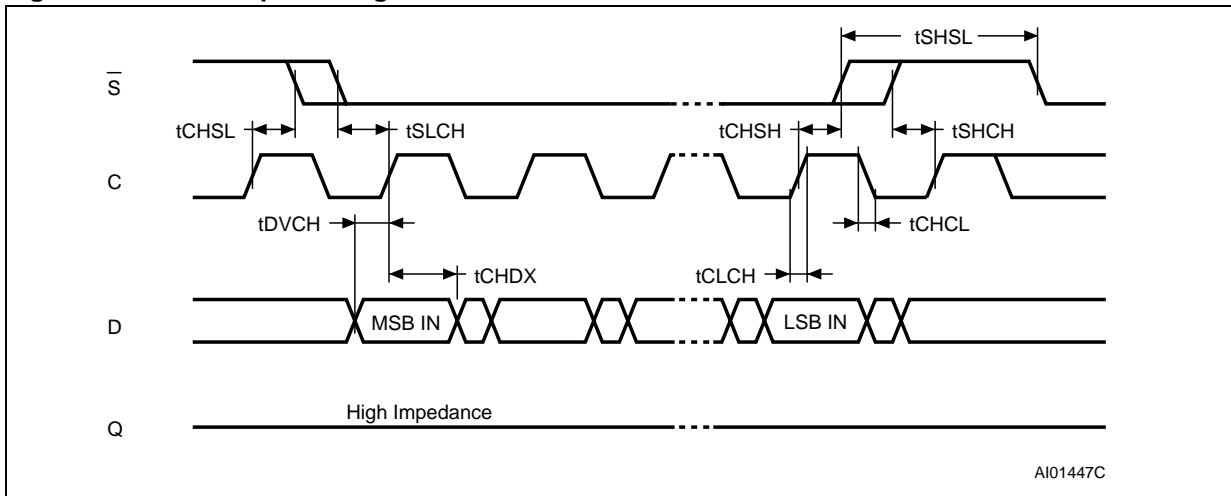 tSHSL
S̅
tCHSL
tSLCH
tCHSH
tSHCH
C
tDVCH
tCHCL
tCHDX
tCLCH
D
MSB IN
LSB IN
High Impedance
Q
AI01447C